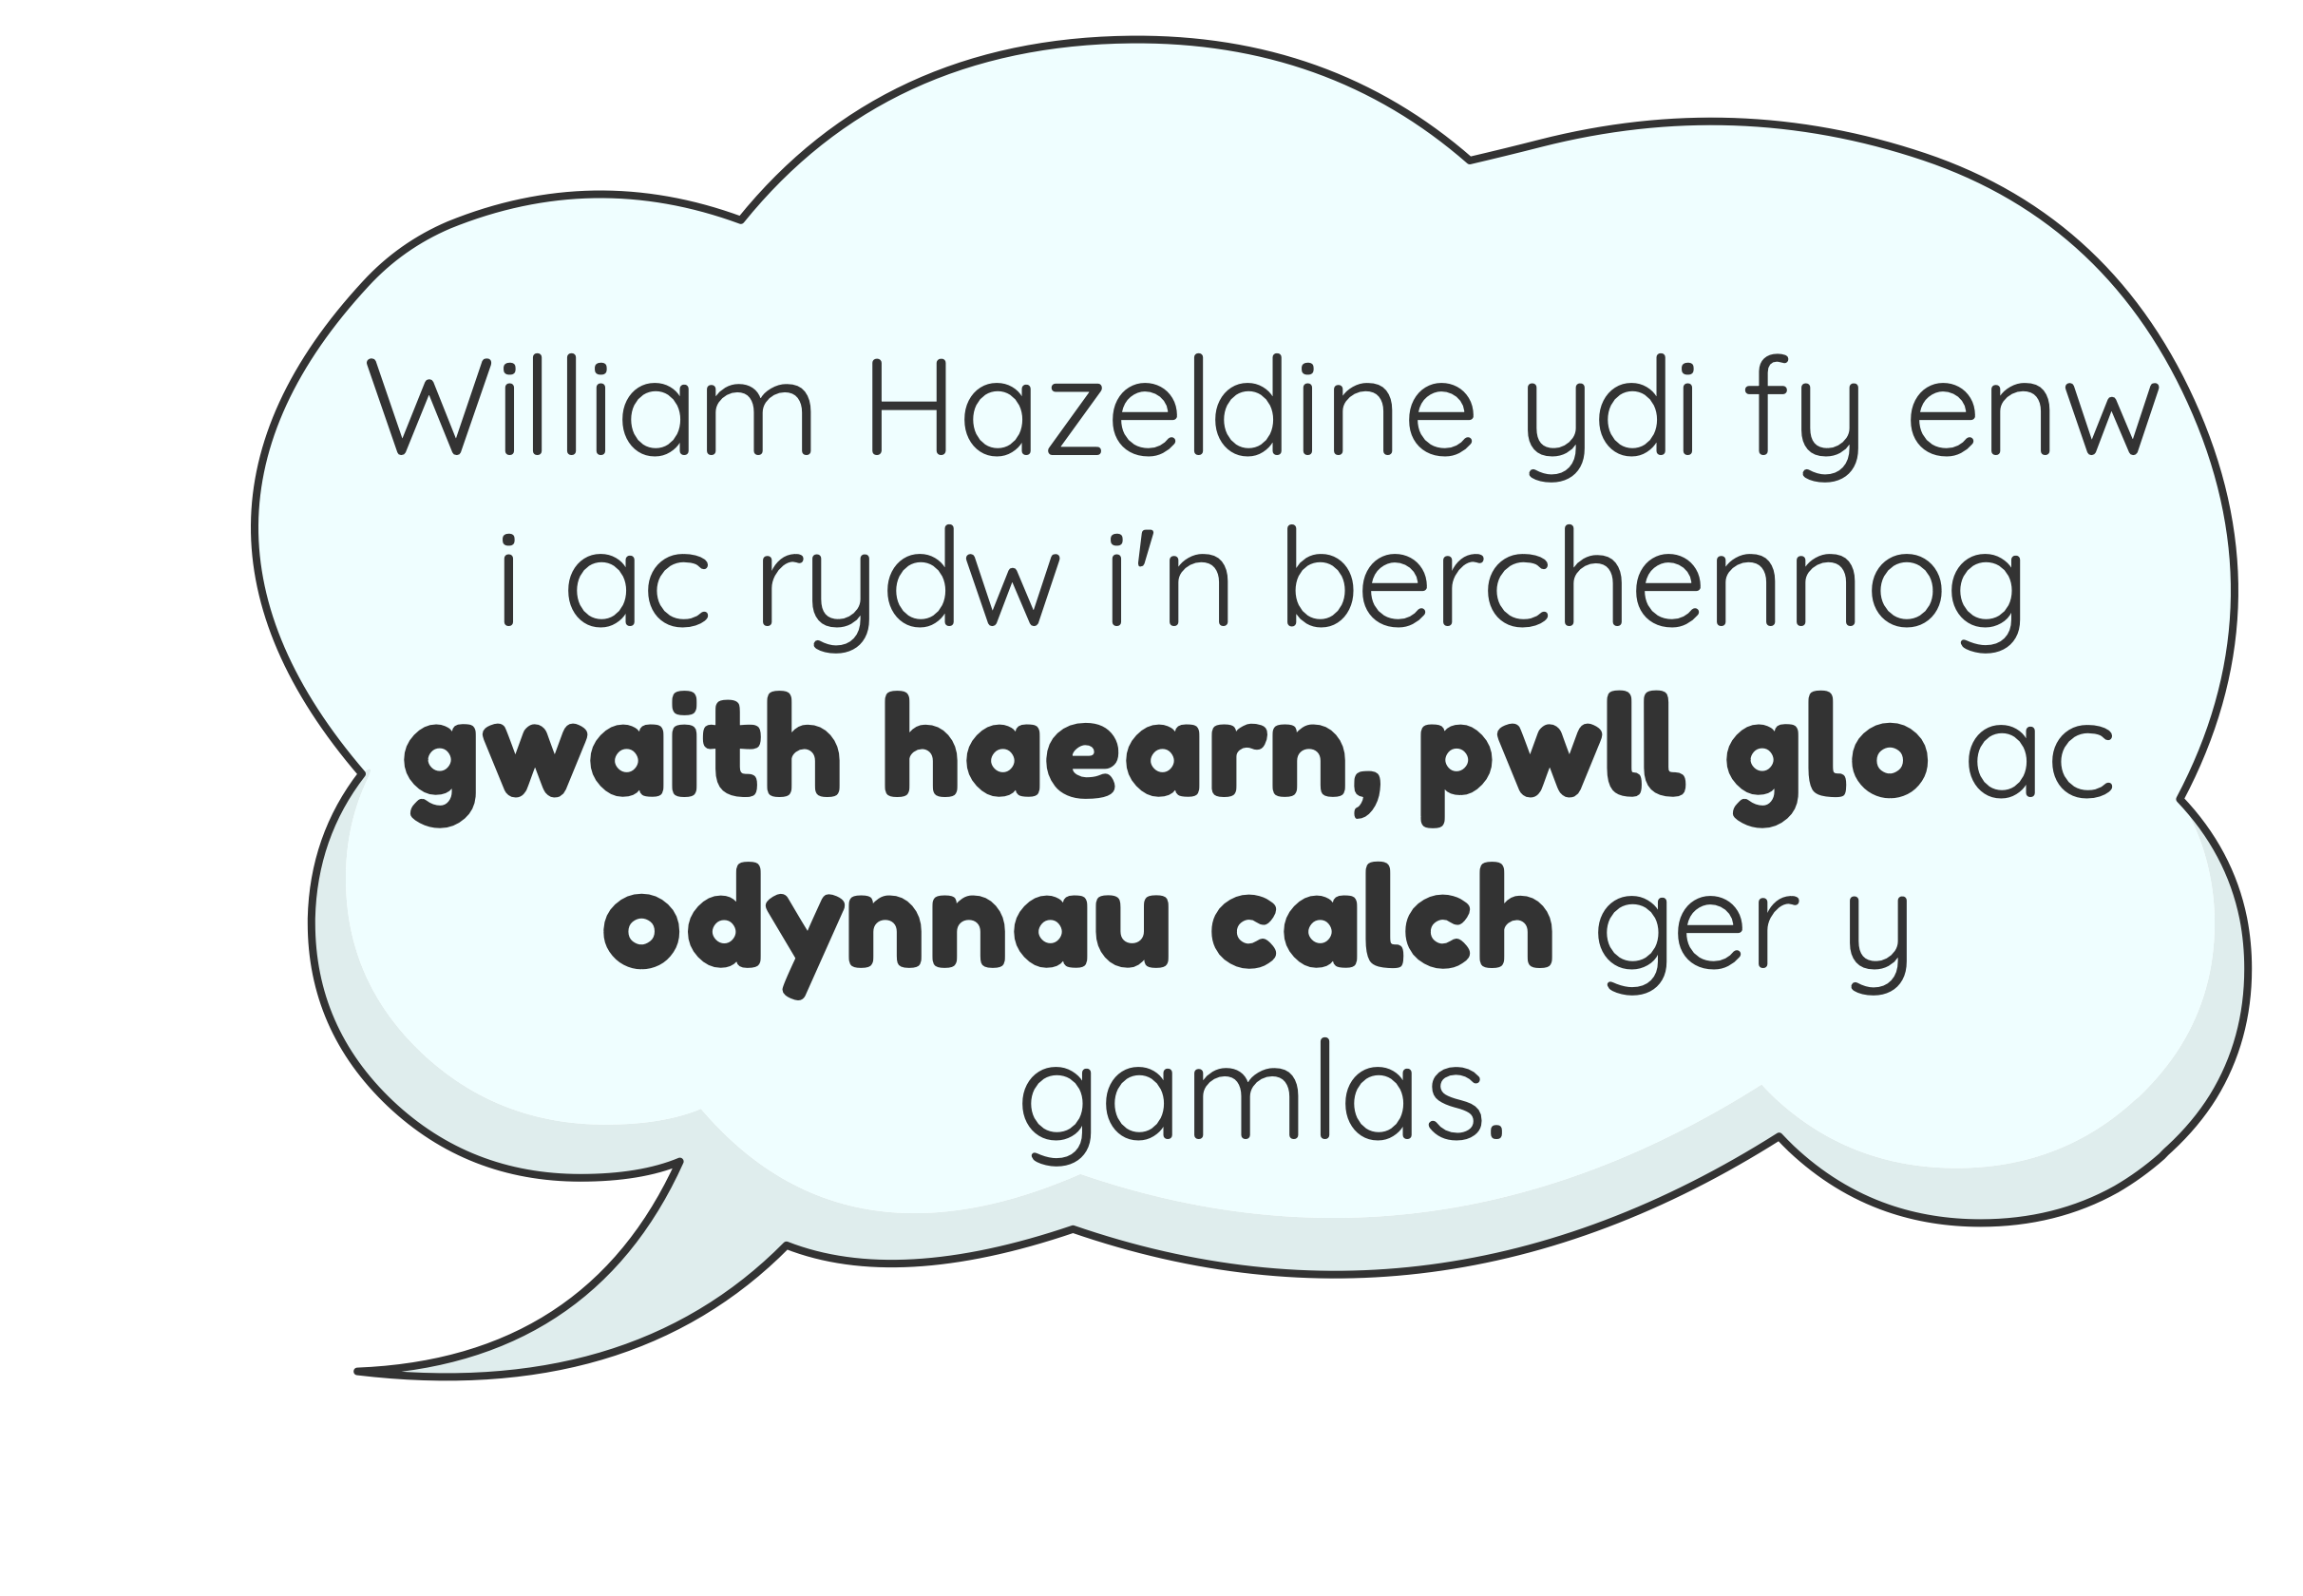 William Hazeldine ydi fy enw
i ac rydw i'n berchennog
gwaith haearn, pwll glo ac
odynnau calch ger y
gamlas.